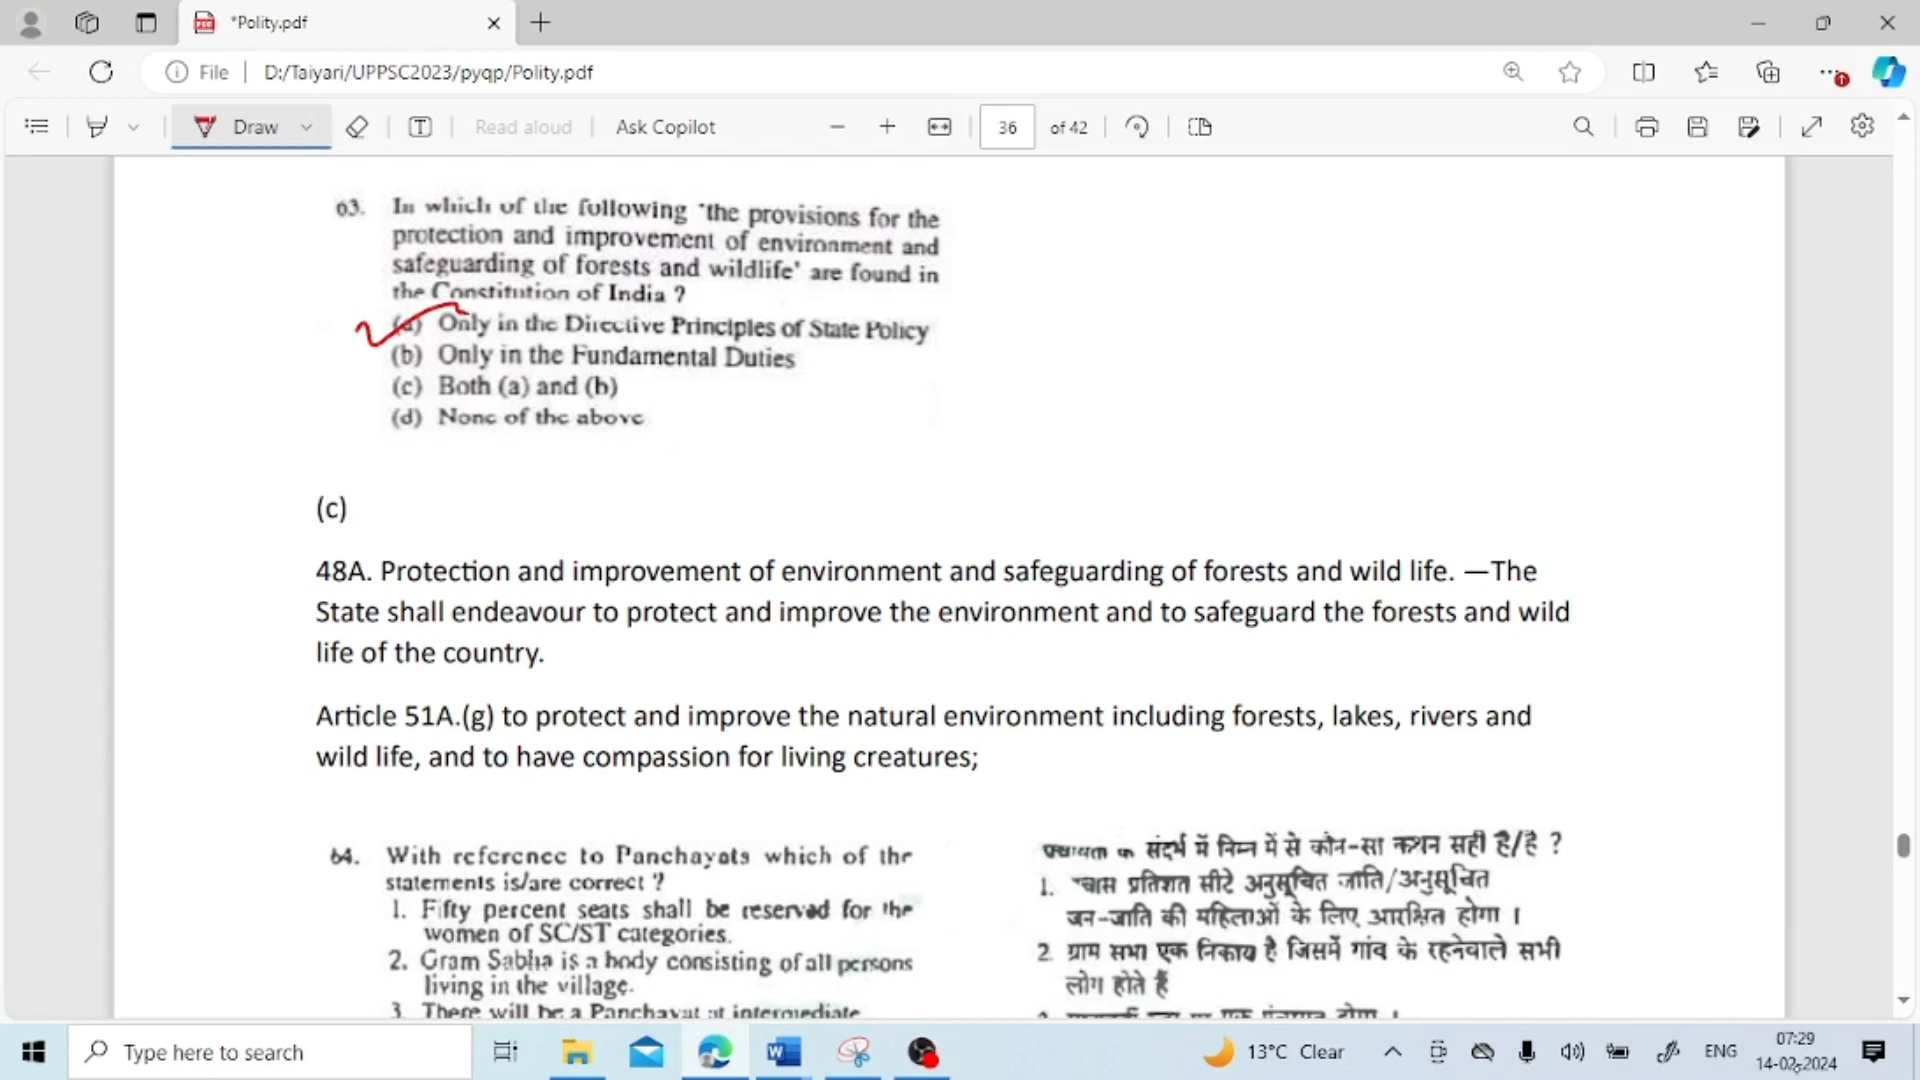 *Polity.pdf
File
D:/Taiyari/UPPSC2023/pyqp/Polity.pdf
Draw
Read aloud
Ask Copilot
36
of 42
63. In which of the following 'the provisions for the
protection and improvement of environment and
safeguarding of forests and wildlife' are found in
the Constitution of India ?
(a) Only in the Directive Principles of State Policy
(b) Only in the Fundamental Duties
(c) Both (a) and (b)
(d) None of the above
(c)
48A. Protection and improvement of environment and safeguarding of forests and wild life. —The
State shall endeavour to protect and improve the environment and to safeguard the forests and wild
life of the country.
Article 51A.(g) to protect and improve the natural environment including forests, lakes, rivers and
wild life, and to have compassion for living creatures;
64. With reference to Panchayats which of the
statements is/are correct ?
1. Fifty percent seats shall be reserved for the
women of SC/ST categories.
2. Gram Sabha is a body consisting of all persons
living in the village.
3. There will be a Panchayat at intermediate
संदर्भ में निम्न में से कौन-सा कथन सही है/है ?
1. प्रतिशत सीटे अनुसूचित जाति/अनुसूचित
जन-जाति की महिलाओं के लिए आरक्षित होगा ।
2 ग्राम सभा एक निकाय है जिसमें गांव के रहनेवाले सभी
लोग होते हैं
Type here to search
13°C Clear
ENG
07:29
14-02-2024